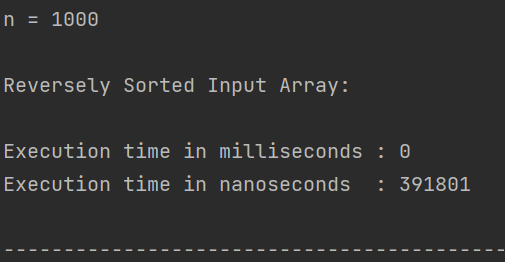 n = 1000
Reversely Sorted Input Array:
Execution time in milliseconds : 0
Execution time in nanoseconds  : 391801
------------------------------------------